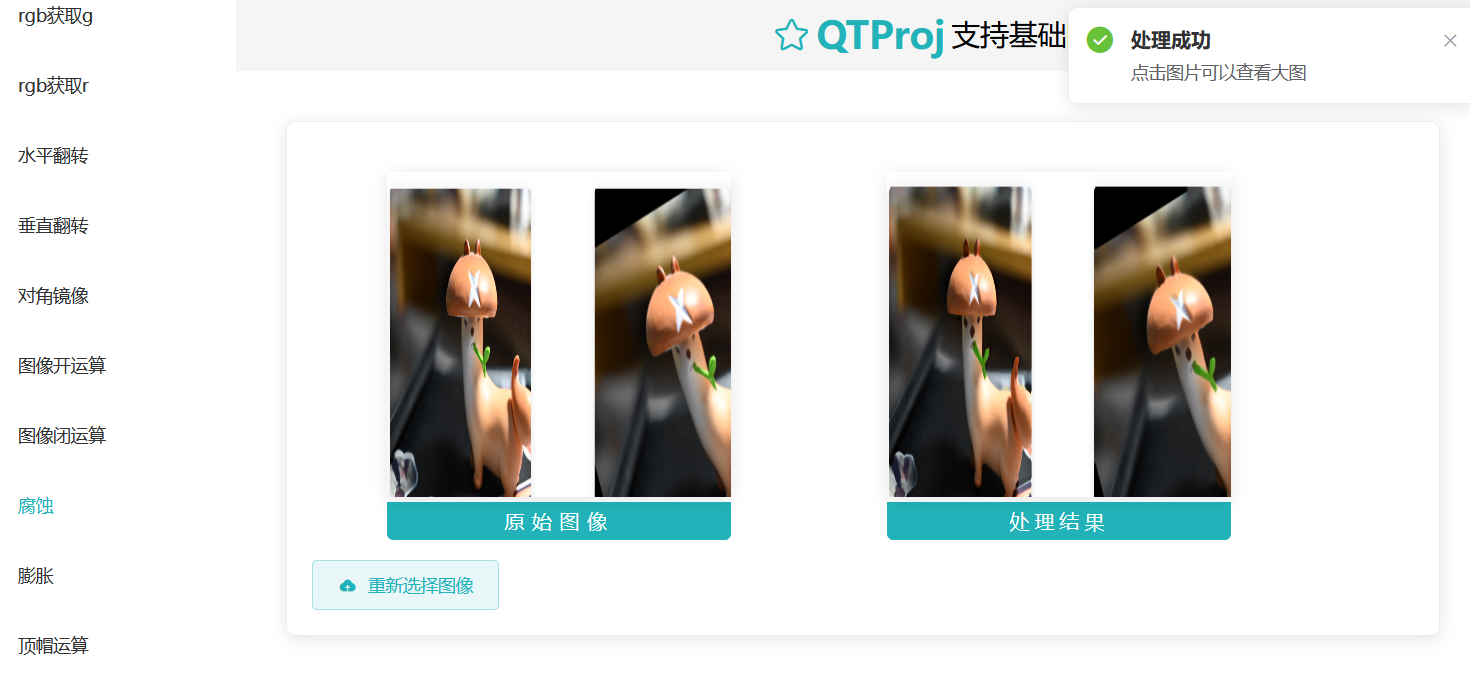 rgb获取g
rgb获取r
水平翻转
垂直翻转
对角镜像
图像开运算
图像闭运算
腐蚀
膨胀
顶帽运算
QTProj 支持基础
处理成功
点击图片可以查看大图
原始图像
处理结果
重新选择图像